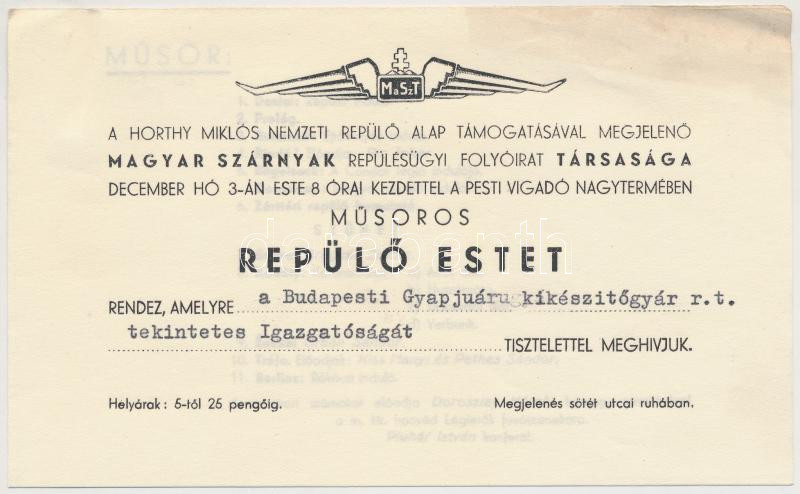 MŰSOR:
MaSzT
A HORTHY MIKLÓS NEMZETI REPÜLŐ ALAP TÁMOGATÁSÁVAL MEGJELENŐ
MAGYAR SZÁRNYAK REPÜLÉSÜGYI FOLYÓIRAT TÁRSASÁGA
DECEMBER HÓ 3-ÁN ESTE 8 ÓRAI KEZDETTEL A PESTI VIGADÓ NAGYTERMÉBEN
MŰSOROS
REPÜLŐ ESTET
RENDEZ, AMELYRE a Budapesti Gyapjuáru kikészitőgyár r.t.
tekintetes Igazgatóságát TISZTELETTEL MEGHIVJUK.
Helyárak: 5-től 25 pengőig. Megjelenés sötét utcai ruhában.